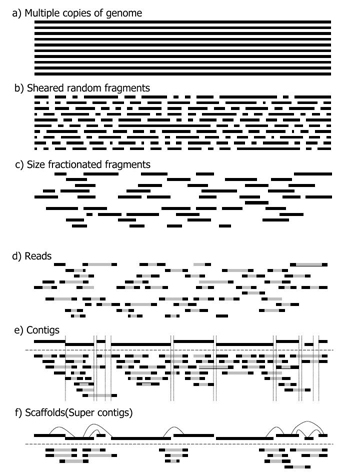 a) Multiple copies of genome
b) Sheared random fragments
c) Size fractionated fragments
d) Reads
e) Contigs
f) Scaffolds(Super contigs)